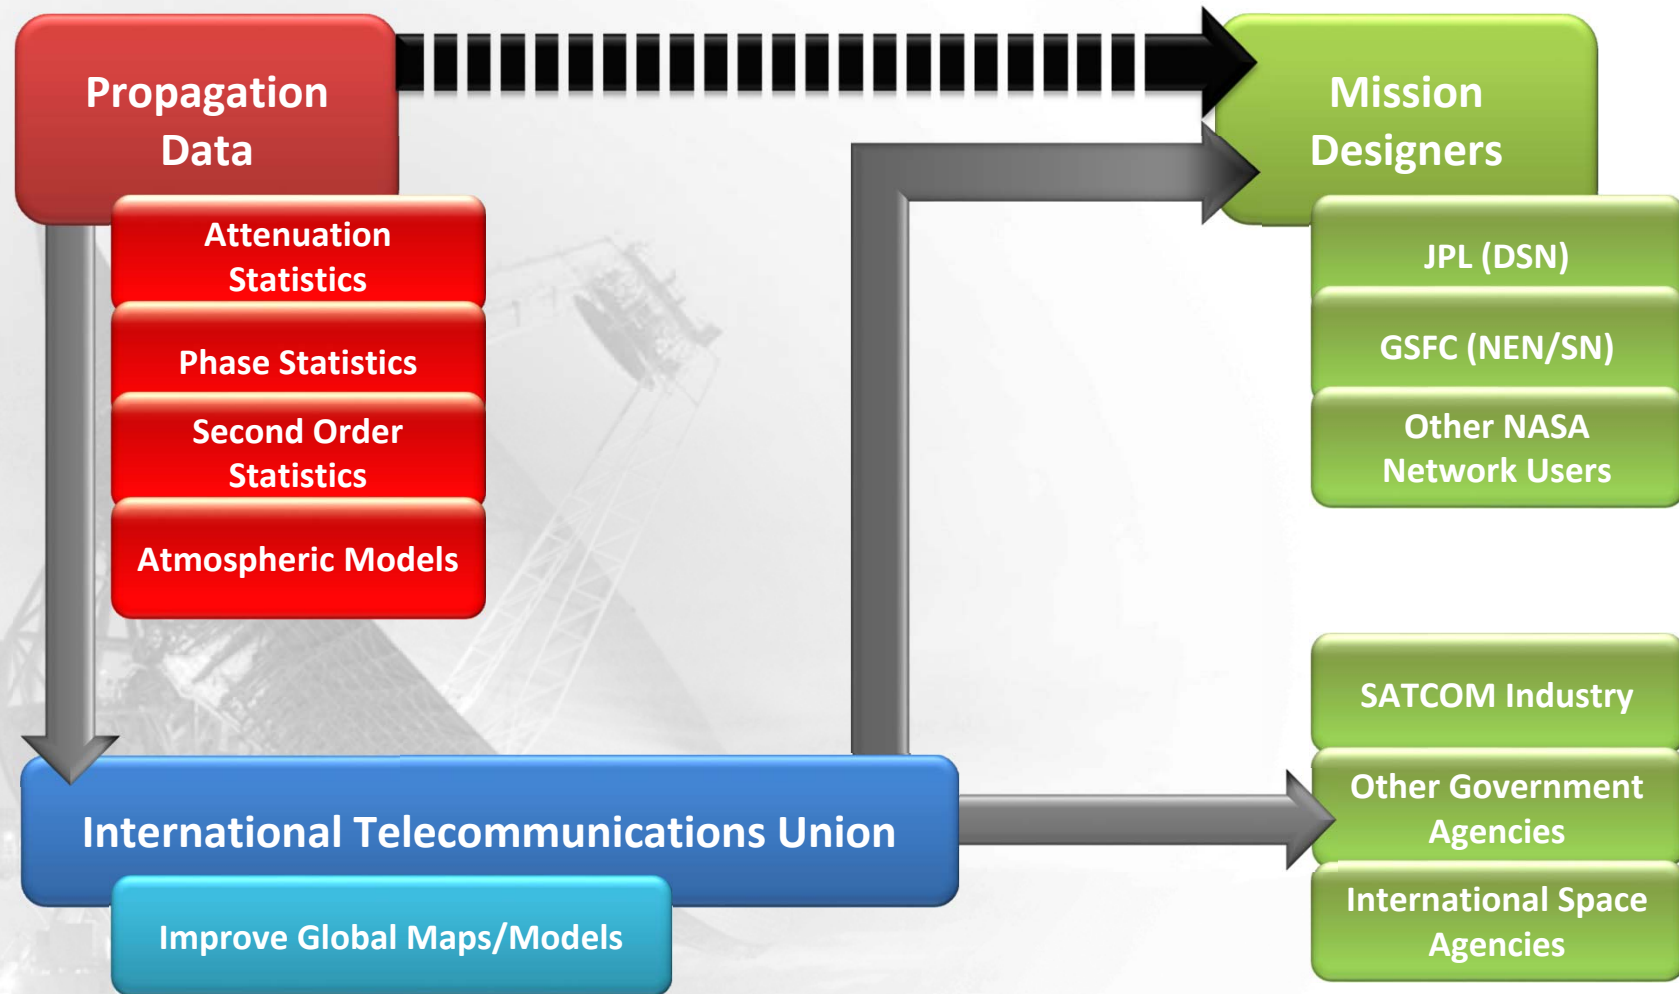 Propagation
Data
Attenuation
Statistics
Phase Statistics
Second Order
Statistics
Atmospheric Models
Mission
Designers
JPL (DSN)
GSFC (NEN/SN)
Other NASA
Network Users
International Telecommunications Union
Improve Global Maps/Models
SATCOM Industry
Other Government
Agencies
International Space
Agencies